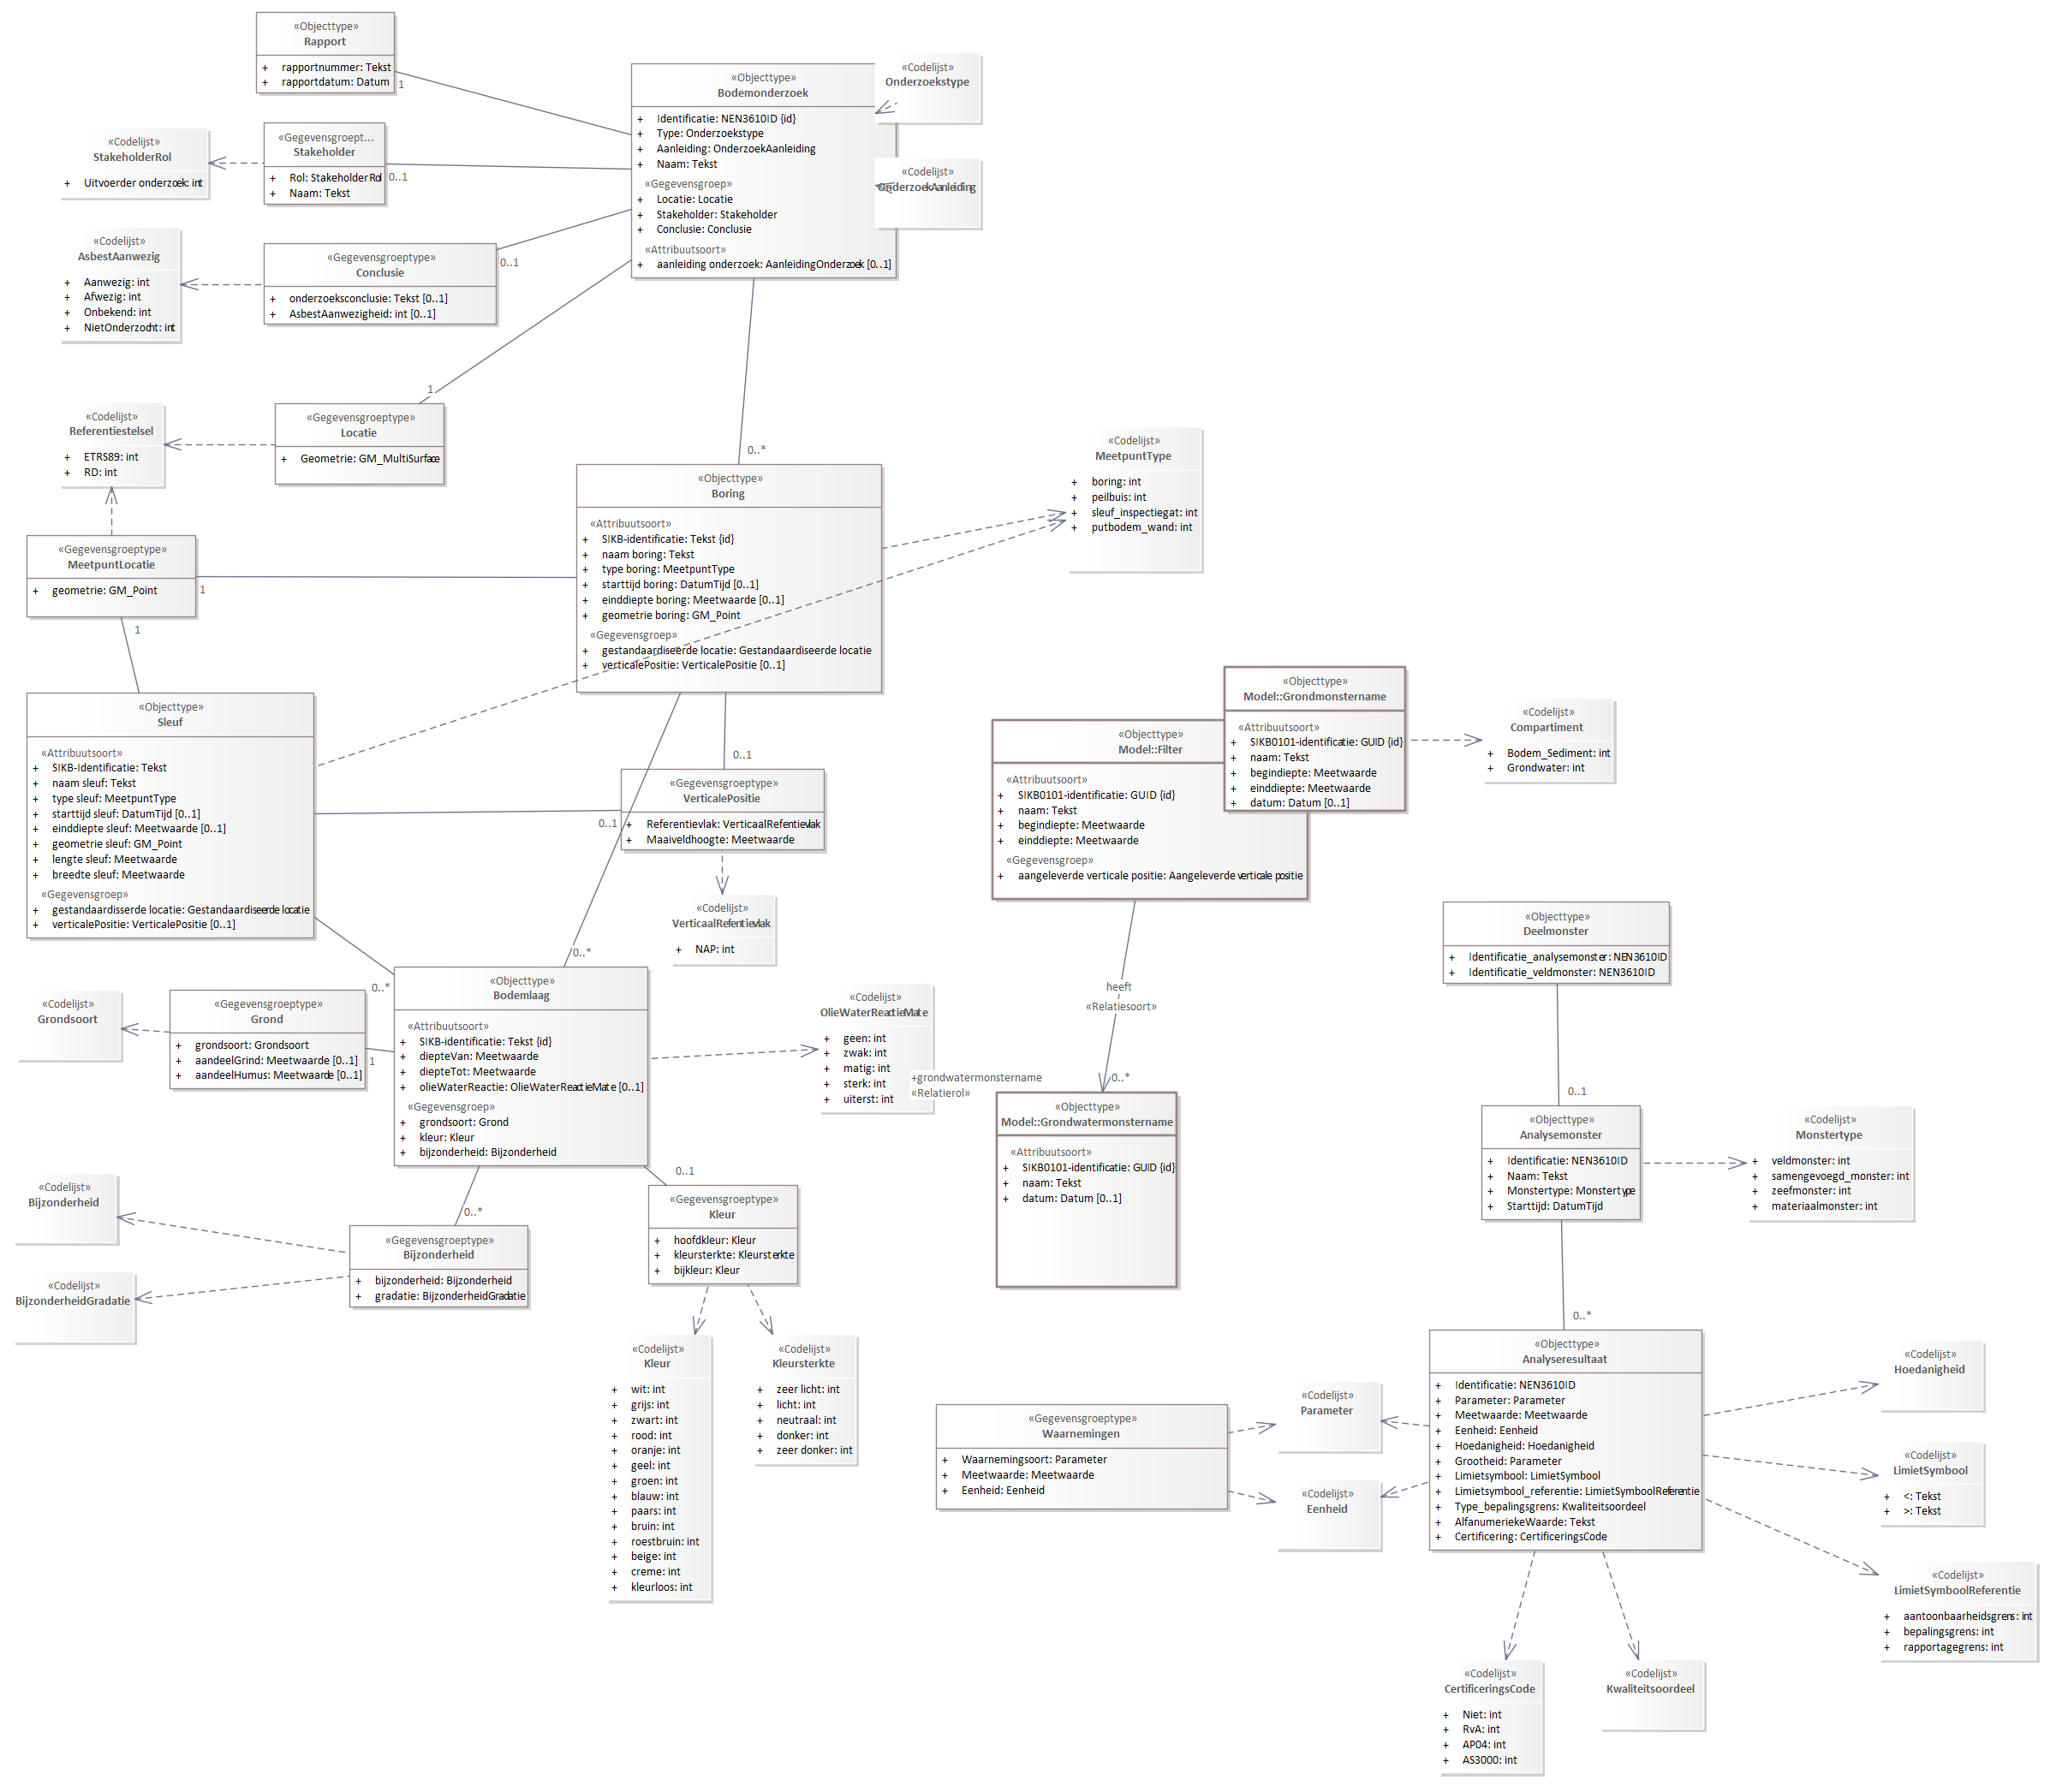 «Objecttype»
Rapport
+ rapportnummer: Tekst
+ rapportdatum: Datum
1
«Objecttype»
Bodemonderzoek
+ Identificatie: NEN3610ID {id}
+ Type: Onderzoekstype
+ Aanleiding: OnderzoekAanleiding
+ Naam: Tekst
«Gegevensgroep»
+ Locatie: Locatie
+ Stakeholder: Stakeholder
+ Conclusie: Conclusie
«Attribuutsoort»
+ aanleiding onderzoek: AanleidingOnderzoek [0..1]
«Codelijst»
Onderzoekstype
«Codelijst»
OnderzoekAanleiding
«Codelijst»
StakeholderRol
+ Uitvoerder onderzoek: int
«Gegevensgroept...
Stakeholder
+ Rol: StakeholderRol
+ Naam: Tekst
0..1
«Codelijst»
AsbestAanwezig
+ Aanwezig: int
+ Afwezig: int
+ Onbekend: int
+ NietOnderzocht: int
«Gegevensgroeptype»
Conclusie
+ onderzoeksconclusie: Tekst [0..1]
+ AsbestAanwezigheid: int [0..1]
0..1
1
«Codelijst»
Referentiestelsel
+ ETRS89: int
+ RD: int
«Gegevensgroeptype»
Locatie
+ Geometrie: GM_MultiSurface
0..*
«Objecttype»
Boring
«Attribuutsoort»
+ SIKB-identificatie: Tekst {id}
+ naam boring: Tekst
+ type boring: MeetpuntType
+ starttijd boring: DatumTijd [0..1]
+ einddiepte boring: Meetwaarde [0..1]
+ geometrie boring: GM_Point
«Gegevensgroep»
+ gestandaardiseerde locatie: Gestandaardiseerde locatie
+ verticalePositie: VerticalePositie [0..1]
«Codelijst»
MeetpuntType
+ boring: int
+ peilbuis: int
+ sleuf_inspectiegat: int
+ putbodem_wand: int
«Gegevensgroeptype»
MeetpuntLocatie
+ geometrie: GM_Point
1
1
«Objecttype»
Sleuf
«Attribuutsoort»
+ SIKB-Identificatie: Tekst
+ naam sleuf: Tekst
+ type sleuf: MeetpuntType
+ starttijd sleuf: DatumTijd [0..1]
+ einddiepte sleuf: Meetwaarde [0..1]
+ geometrie sleuf: GM_Point
+ lengte sleuf: Meetwaarde
+ breedte sleuf: Meetwaarde
«Gegevensgroep»
+ gestandaardisserde locatie: Gestandaardiseerde locatie
+ verticalePositie: VerticalePositie [0..1]
0..1
0..1
«Gegevensgroeptype»
VerticalePositie
+ Referentievlak: VerticaalRefentievlak
+ Maaiveldhoogte: Meetwaarde
«Codelijst»
VerticaalRefentievlak
+ NAP: int
«Objecttype»
Model::Filter
«Attribuutsoort»
+ SIKB0101-identificatie: GUID {id}
+ naam: Tekst
+ begindiepte: Meetwaarde
+ einddiepte: Meetwaarde
«Gegevensgroep»
+ aangeleverde verticale positie: Aangeleverde verticale positie
«Objecttype»
Model::Grondmonstername
«Attribuutsoort»
+ SIKB0101-identificatie: GUID {id}
+ naam: Tekst
+ begindiepte: Meetwaarde
+ einddiepte: Meetwaarde
+ datum: Datum [0..1]
«Codelijst»
Compartiment
+ Bodem_Sediment: int
+ Grondwater: int
heeft
«Relatiesoort»
+grondwatermonstername
«Relatierol»
0..*
«Objecttype»
Model::Grondwatermonstername
«Attribuutsoort»
+ SIKB0101-identificatie: GUID {id}
+ naam: Tekst
+ datum: Datum [0..1]
0..*
0..*
«Objecttype»
Bodemlaag
«Attribuutsoort»
+ SIKB-identificatie: Tekst {id}
+ diepteVan: Meetwaarde
+ diepteTot: Meetwaarde
+ olieWaterReactie: OlieWaterReactieMate [0..1]
«Gegevensgroep»
+ grondsoort: Grond
+ kleur: Kleur
+ bijzonderheid: Bijzonderheid
«Codelijst»
Grondsoort
«Gegevensgroeptype»
Grond
+ grondsoort: Grondsoort
+ aandeelGrind: Meetwaarde [0..1]
+ aandeelHumus: Meetwaarde [0..1]
1
«Codelijst»
OlieWaterReactieMate
+ geen: int
+ zwak: int
+ matig: int
+ sterk: int
+ uiterst: int
«Codelijst»
Bijzonderheid
«Codelijst»
BijzonderheidGradatie
0..*
«Gegevensgroeptype»
Bijzonderheid
+ bijzonderheid: Bijzonderheid
+ gradatie: BijzonderheidGradatie
0..1
«Gegevensgroeptype»
Kleur
+ hoofdkleur: Kleur
+ kleursterkte: Kleursterkte
+ bijkleur: Kleur
«Codelijst»
Kleur
+ wit: int
+ grijs: int
+ zwart: int
+ rood: int
+ oranje: int
+ geel: int
+ groen: int
+ blauw: int
+ paars: int
+ bruin: int
+ roestbruin: int
+ beige: int
+ creme: int
+ kleurloos: int
«Codelijst»
Kleursterkte
+ zeer licht: int
+ licht: int
+ neutraal: int
+ donker: int
+ zeer donker: int
«Objecttype»
Deelmonster
+ Identificatie_analysemonster: NEN3610ID
+ Identificatie_veldmonster: NEN3610ID
0..1
«Objecttype»
Analysemonster
+ Identificatie: NEN3610ID
+ Naam: Tekst
+ Monstertype: Monstertype
+ Starttijd: DatumTijd
«Codelijst»
Monstertype
+ veldmonster: int
+ samengevoegd_monster: int
+ zeefmonster: int
+ materiaalmonster: int
0..*
«Objecttype»
Analyseresultaat
+ Identificatie: NEN3610ID
+ Parameter: Parameter
+ Meetwaarde: Meetwaarde
+ Eenheid: Eenheid
+ Hoedanigheid: Hoedanigheid
+ Grootheid: Parameter
+ Limietsymbool: LimietSymbool
+ Limietsymbool_referentie: LimietSymboolReferentie
+ Type_bepalingsgrens: Kwaliteitsoordeel
+ AlfanumeriekeWaarde: Tekst
+ Certificering: CertificeringsCode
«Gegevensgroeptype»
Waarnemingen
+ Waarnemingsoort: Parameter
+ Meetwaarde: Meetwaarde
+ Eenheid: Eenheid
«Codelijst»
Parameter
«Codelijst»
Eenheid
«Codelijst»
Hoedanigheid
«Codelijst»
LimietSymbool
+ <: Tekst
+ >: Tekst
«Codelijst»
LimietSymboolReferentie
+ aantoonbaarheidsgrens: int
+ bepalingsgrens: int
+ rapportagegrens: int
«Codelijst»
CertificeringsCode
+ Niet: int
+ RvA: int
+ AP04: int
+ AS3000: int
«Codelijst»
Kwaliteitsoordeel